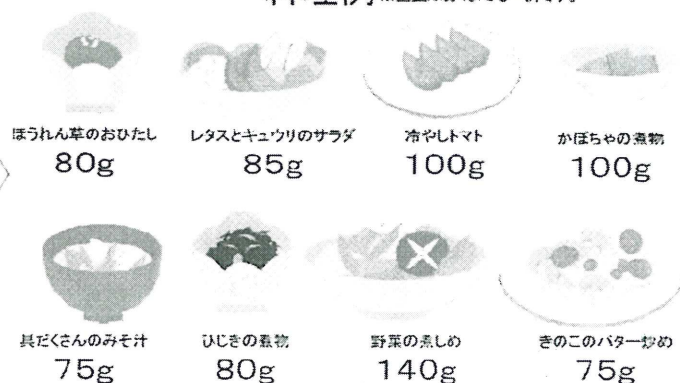 ほうれん草のおひたし レタスとキュウリのサラダ 冷やしトマト かぼちゃの煮物
80g 85g 100g 100g
具だくさんのみそ汁 ひじきの煮物 野菜の煮しめ きのこのバター炒め
75g 80g 140g 75g